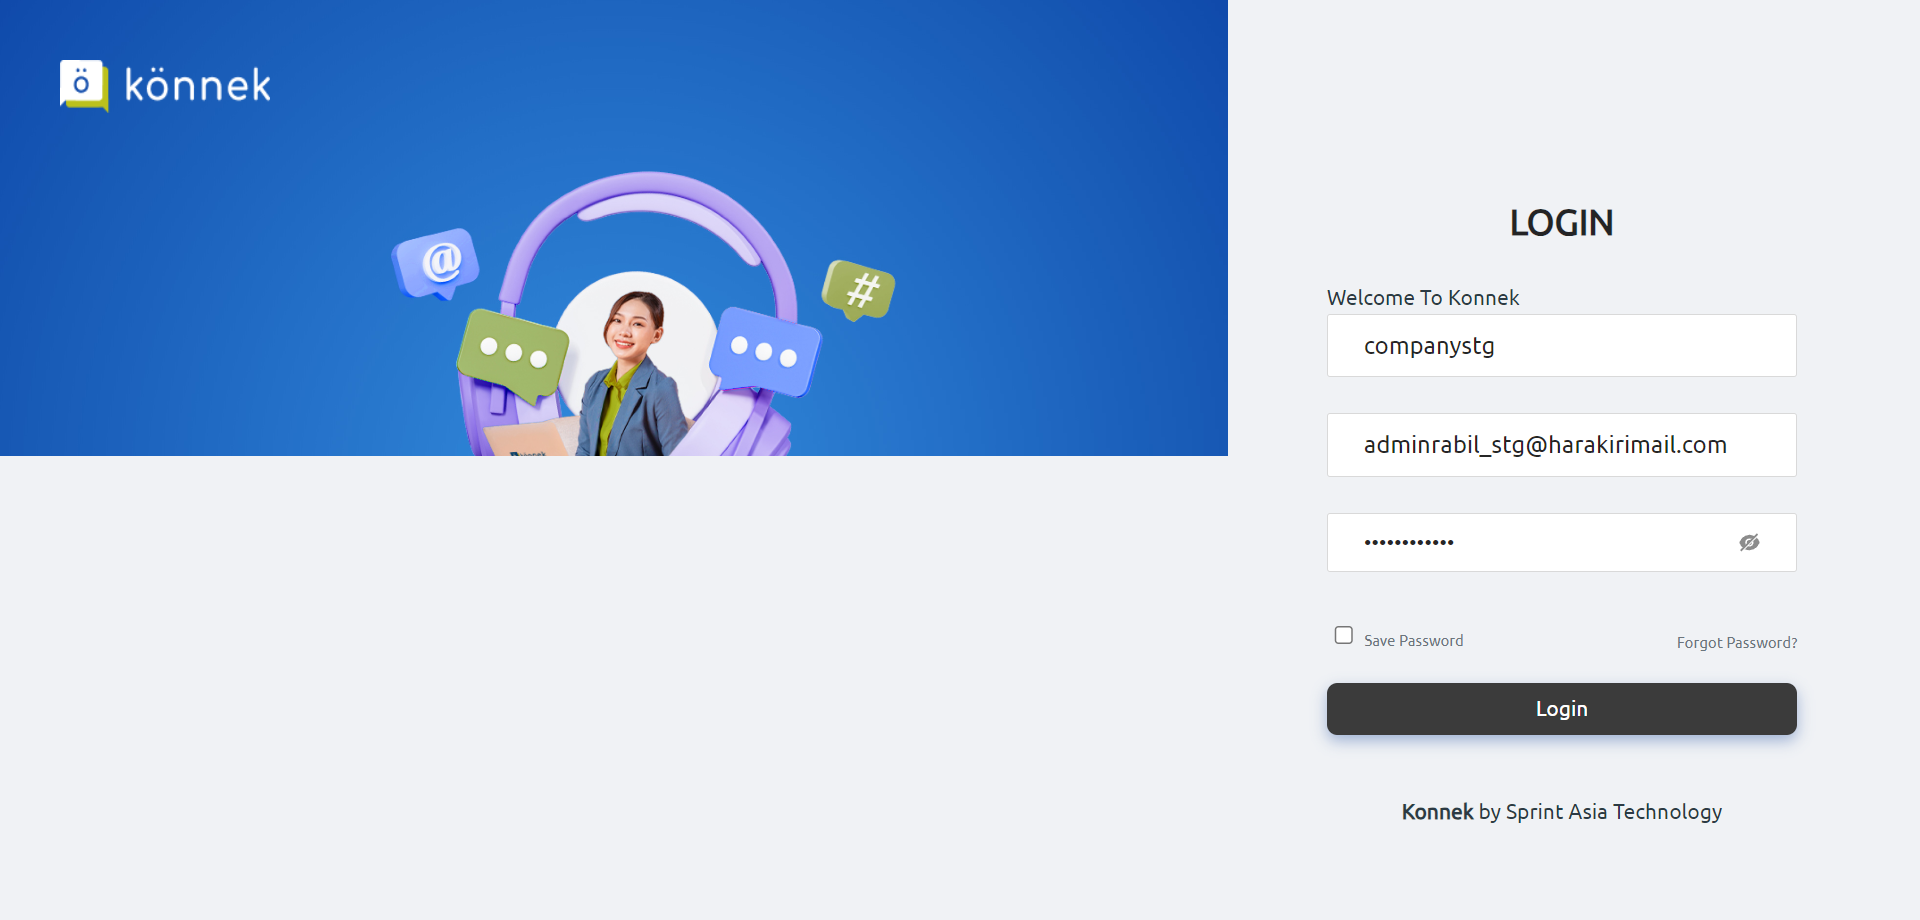 ö könnek
@
#
LOGIN
Welcome To Konnek
companystg
adminrabil_stg@harakirimail.com
••••••••••••
Save Password
Forgot Password?
Login
Konnek by Sprint Asia Technology